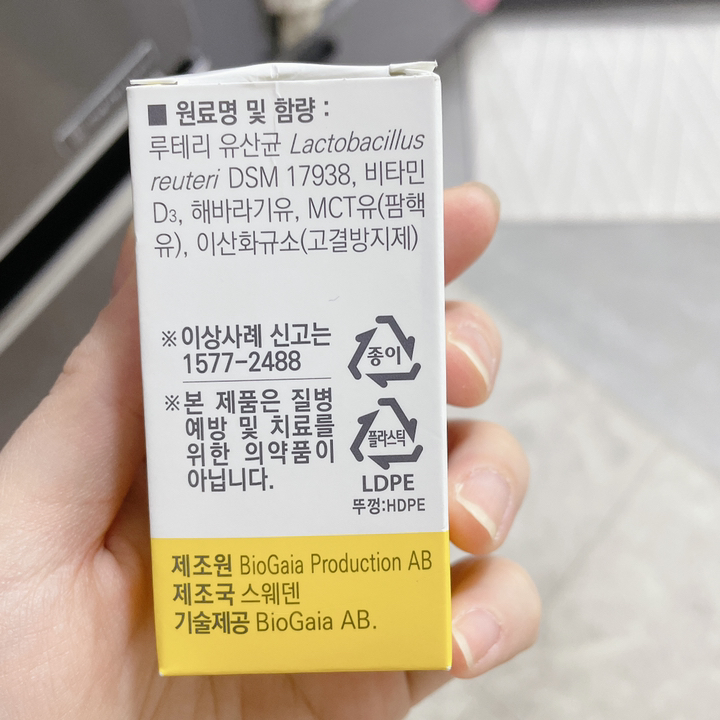 ■ 원료명 및 함량 :
루테리 유산균 Lactobacillus
reuteri DSM 17938, 비타민
D₃, 해바라기유, MCT유(팜핵
유), 이산화규소(고결방지제)
※ 이상사례 신고는
1577-2488
종이
※ 본 제품은 질병
예방 및 치료를
위한 의약품이
아닙니다.
플라스틱
LDPE
뚜껑:HDPE
제조원 BioGaia Production AB
제조국 스웨덴
기술제공 BioGaia AB.